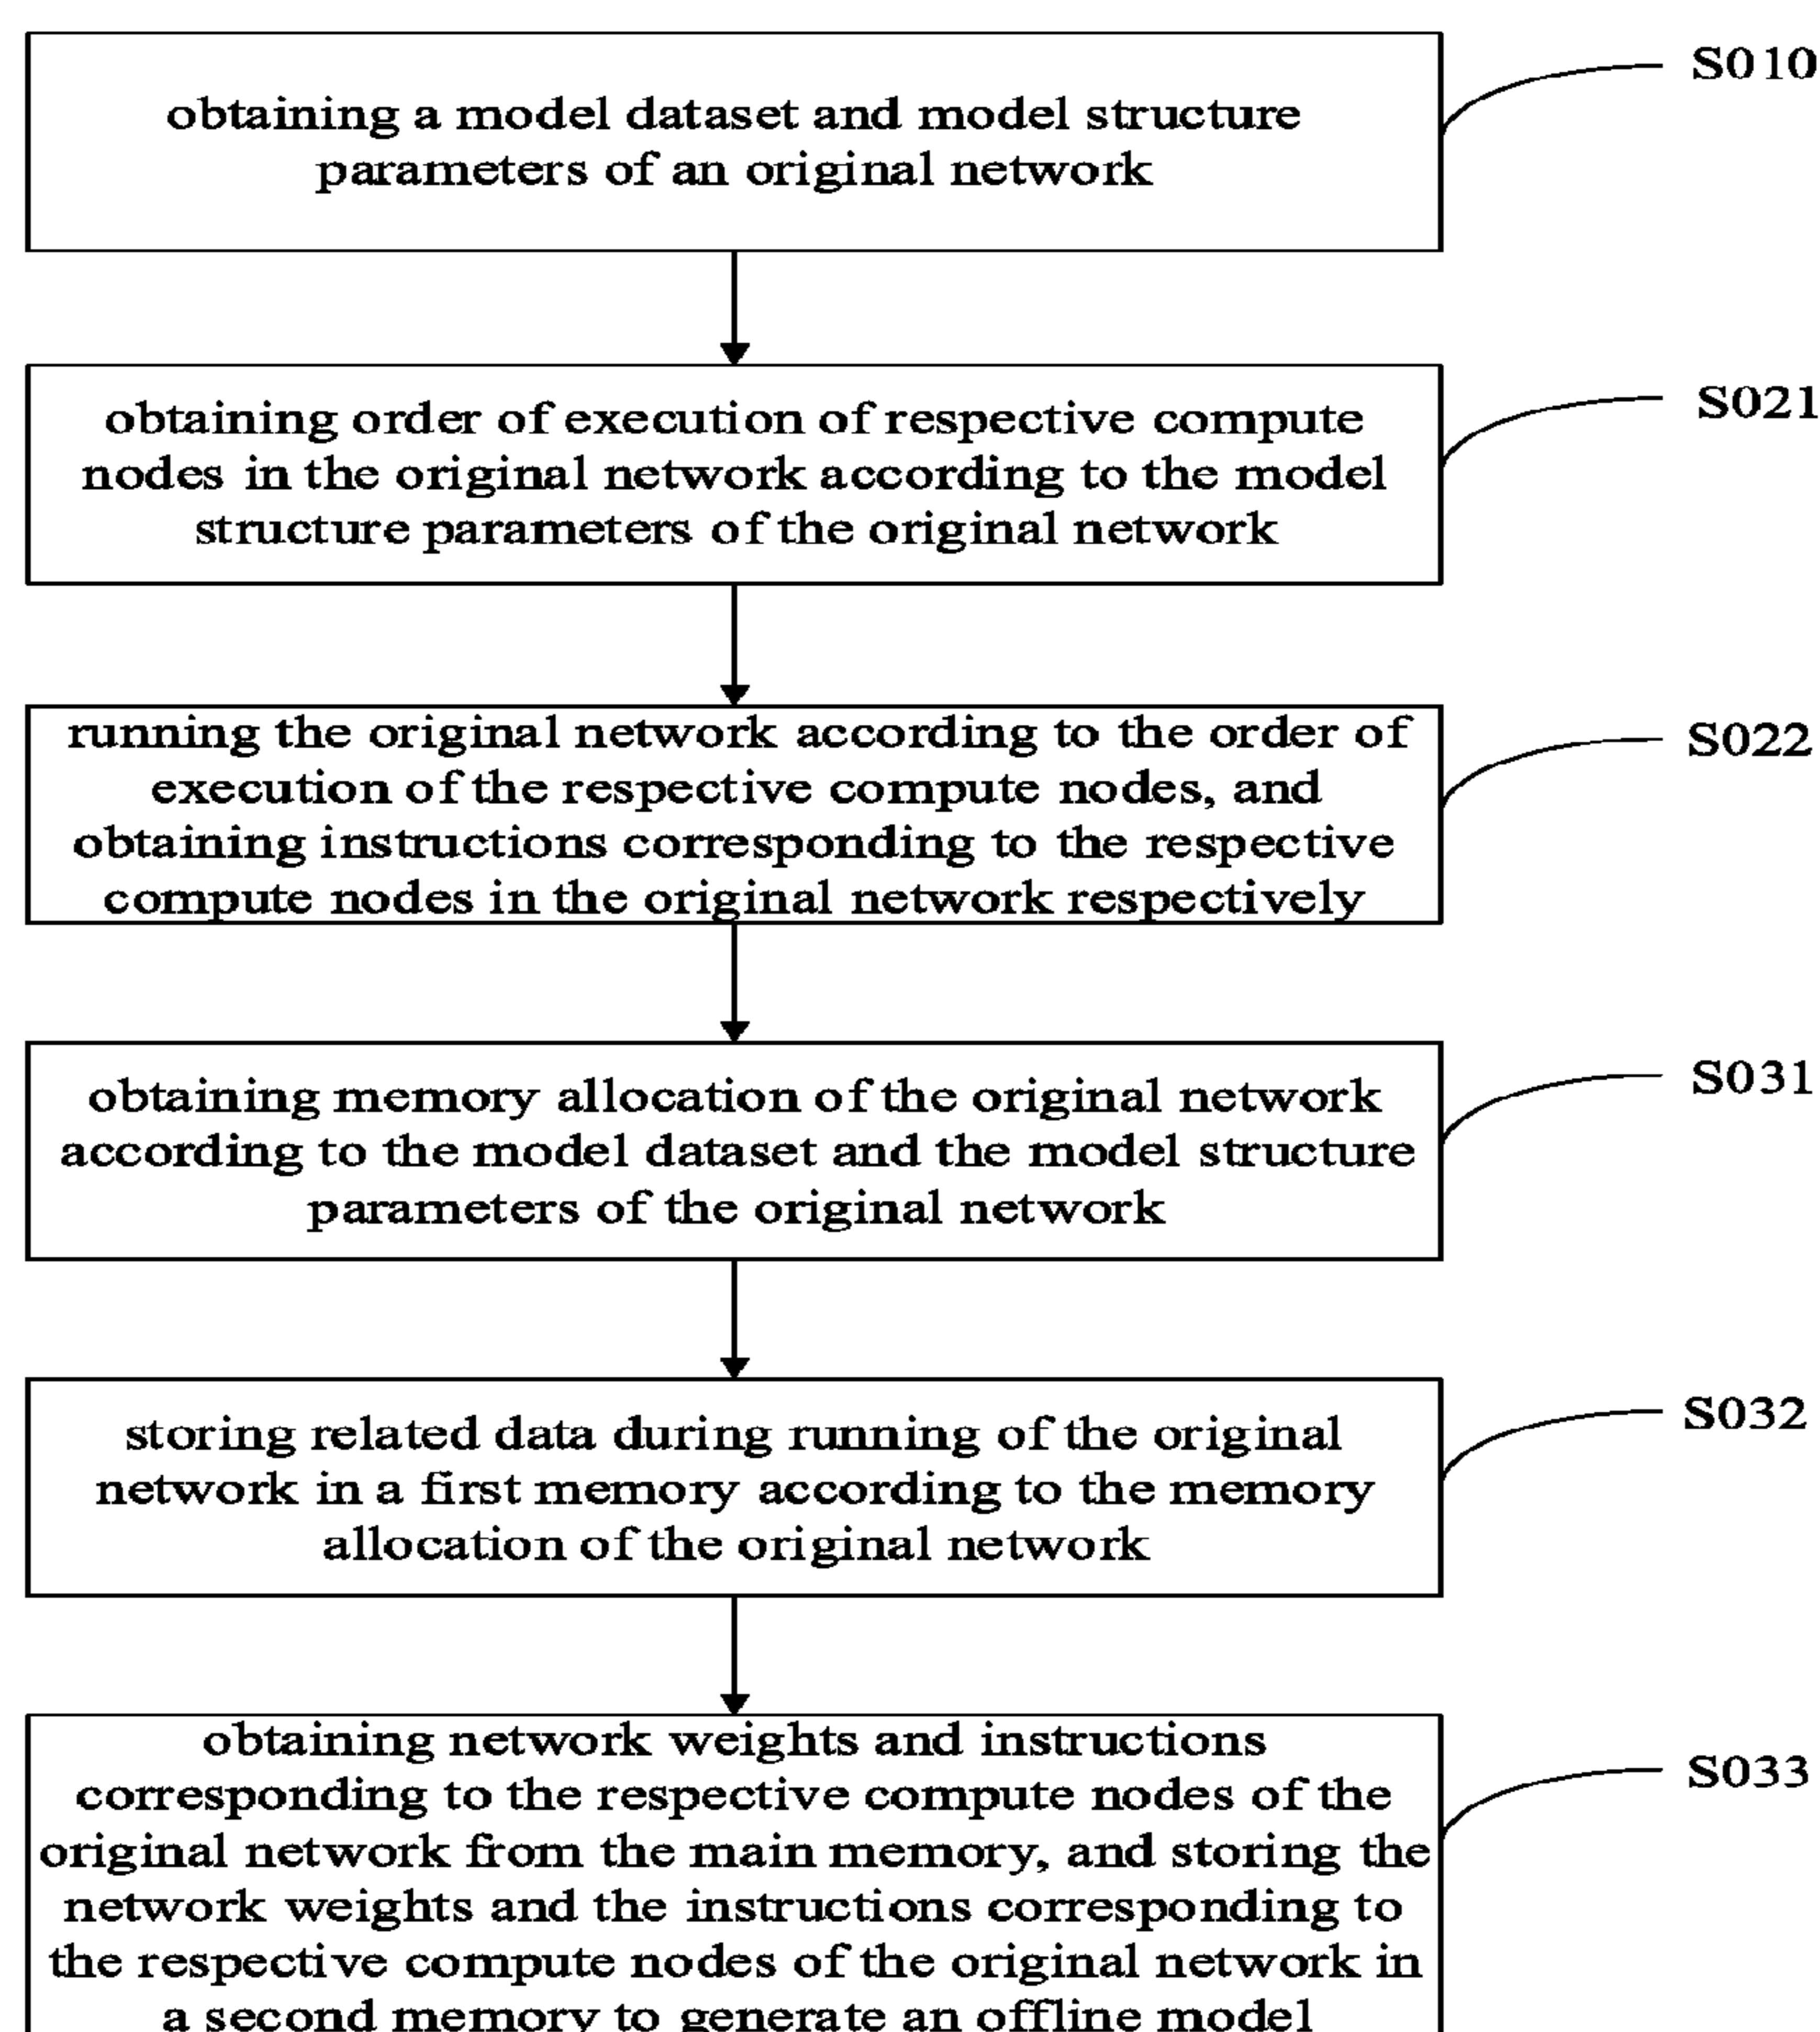 obtaining a model dataset and model structure
parameters of an original network
S010
obtaining order of execution of respective compute
nodes in the original network according to the model
structure parameters of the original network
S021
running the original network according to the order of
execution of the respective compute nodes, and
obtaining instructions corresponding to the respective
compute nodes in the original network respectively
S022
obtaining memory allocation of the original network
according to the model dataset and the model structure
parameters of the original network
S031
storing related data during running of the original
network in a first memory according to the memory
allocation of the original network
S032
obtaining network weights and instructions
corresponding to the respective compute nodes of the
original network from the main memory, and storing the
network weights and the instructions corresponding to
the respective compute nodes of the original network in
a second memory to generate an offline model
S033